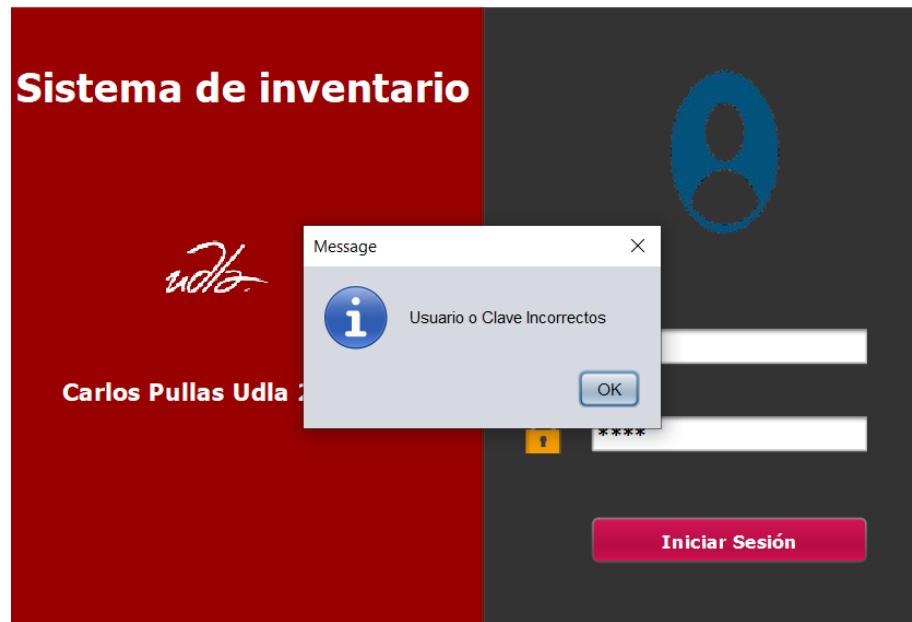 Sistema de inventario
udla.
Carlos Pullas Udla
Message
Usuario o Clave Incorrectos
OK
****
Iniciar Sesión